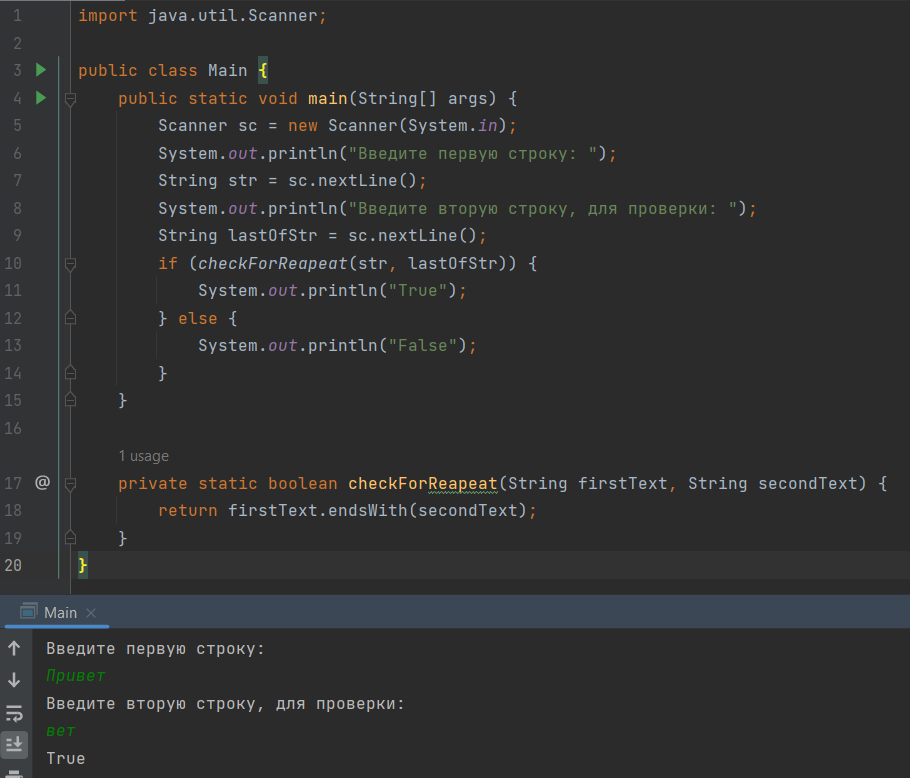 1 import java.util.Scanner;
2
3 public class Main {
4 public static void main(String[] args) {
5 Scanner sc = new Scanner(System.in);
6 System.out.println("Введите первую строку: ");
7 String str = sc.nextLine();
8 System.out.println("Введите вторую строку, для проверки: ");
9 String lastOfStr = sc.nextLine();
10 if (checkForReapeat(str, lastOfStr)) {
11 System.out.println("True");
12 } else {
13 System.out.println("False");
14 }
15 }
16
1 usage
17 @ private static boolean checkForReapeat(String firstText, String secondText) {
18 return firstText.endsWith(secondText);
19 }
20 }
Main
Введите первую строку:
Привет
Введите вторую строку, для проверки:
вет
True